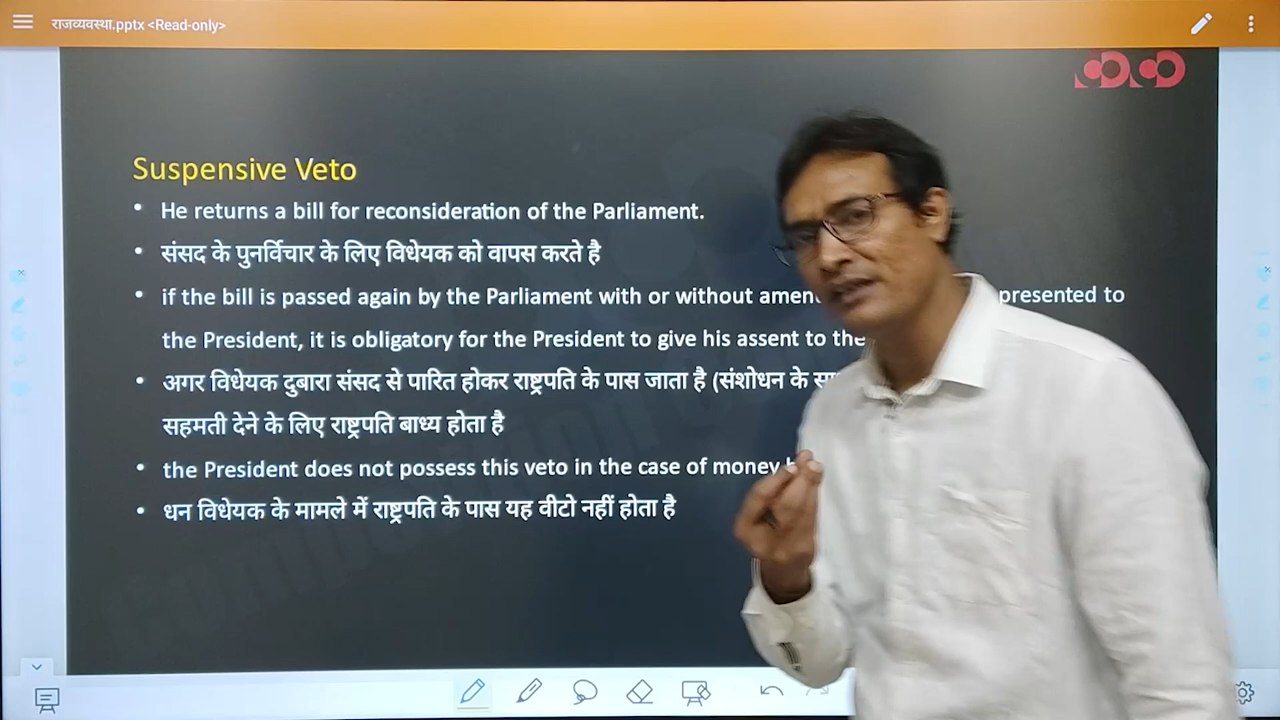 राजव्यवस्था.pptx <Read-only>
Suspensive Veto
• He returns a bill for reconsideration of the Parliament.
• संसद के पुनर्विचार के लिए विधेयक को वापस करते है
• if the bill is passed again by the Parliament with or without presented to
the President, it is obligatory for the President to give his assent to the
• अगर विधेयक दुबारा संसद से पारित होकर राष्ट्रपति के पास जाता है (संशोधन के
सहमती देने के लिए राष्ट्रपति बाध्य होता है
• the President does not possess this veto in the case of money
• धन विधेयक के मामले में राष्ट्रपति के पास यह वीटो नहीं होता है